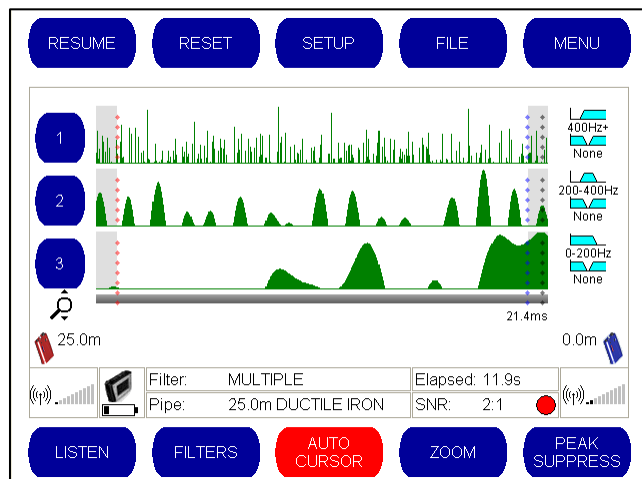 RESUME RESET SETUP FILE MENU
1
400Hz+
None
2
200-400Hz
None
3
0-200Hz
None
21.4ms
25.0m 0.0m
Filter: MULTIPLE Elapsed: 11.9s
Pipe: 25.0m DUCTILE IRON SNR: 2:1
LISTEN FILTERS AUTO CURSOR ZOOM PEAK SUPPRESS